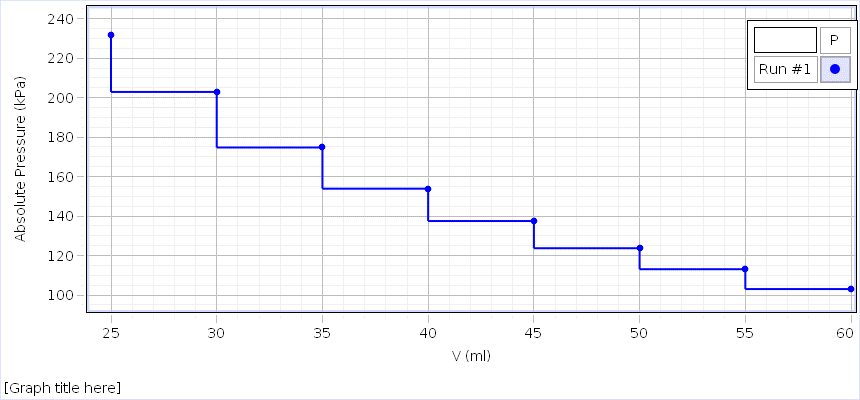 240
220
200
180
160
140
120
100
Absolute Pressure (kPa)
P
Run #1
25 30 35 40 45 50 55 60
V (ml)
[Graph title here]